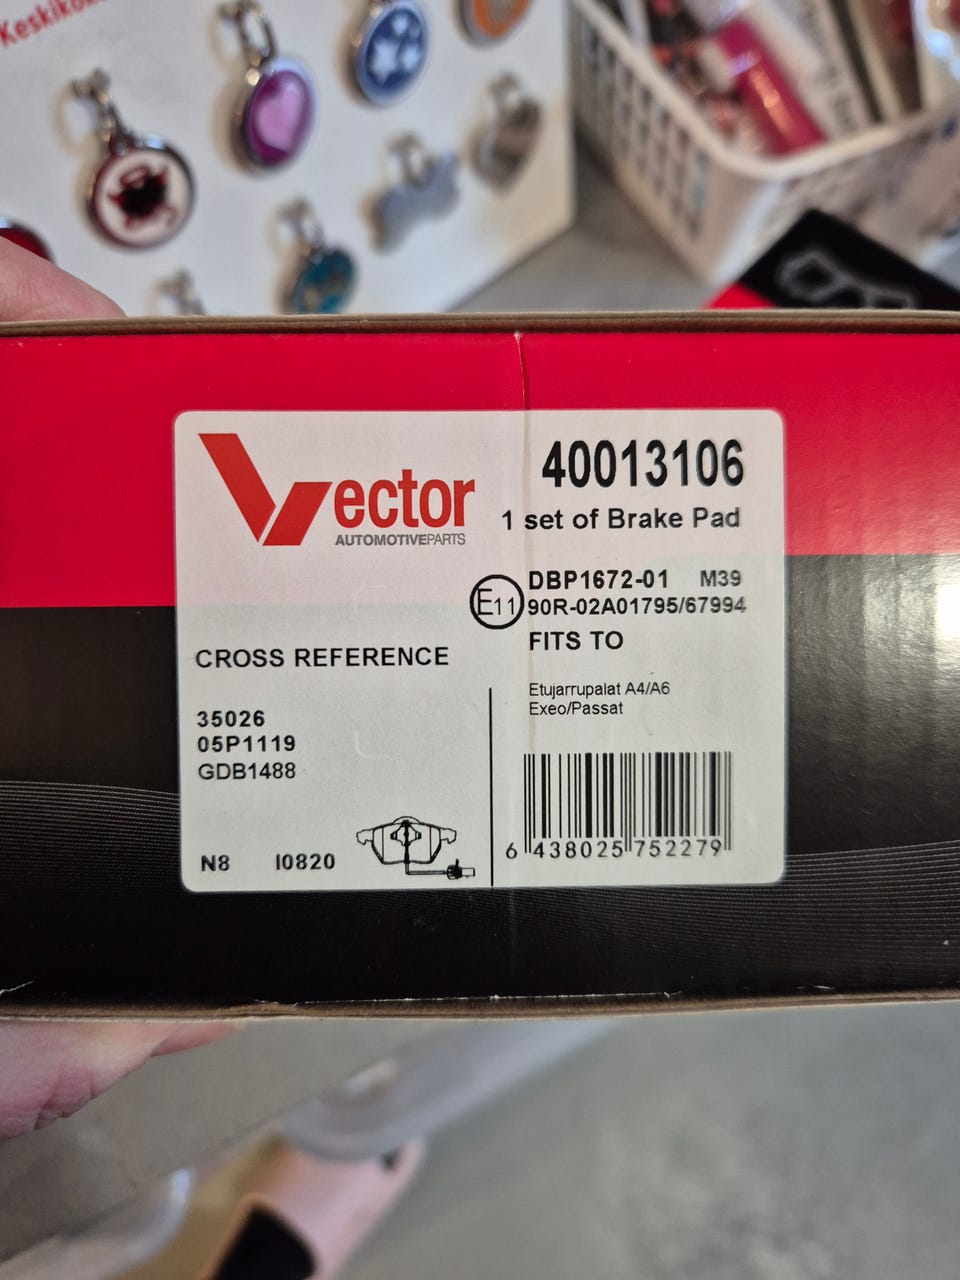 Vector
AUTOMOTIVEPARTS
40013106
1 set of Brake Pad
E11
DBP1672-01 M39
90R-02A01795/67994
FITS TO
CROSS REFERENCE
Etujarrupalat A4/A6
Exeo/Passat
35026
05P1119
GDB1488
N8 I0820
6 438025 752279